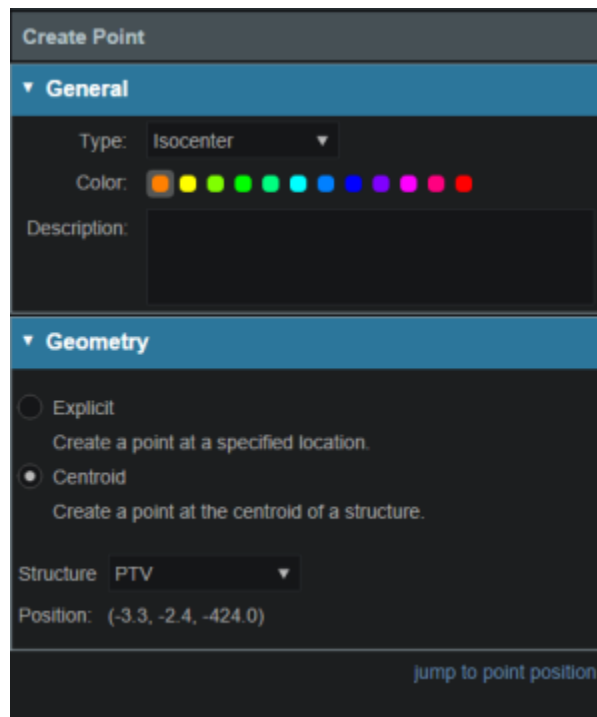 Create Point
General
Type: Isocenter
Color:
Description:
Geometry
Explicit
Create a point at a specified location.
Centroid
Create a point at the centroid of a structure.
Structure PTV
Position: (-3.3, -2.4, -424.0)
jump to point position